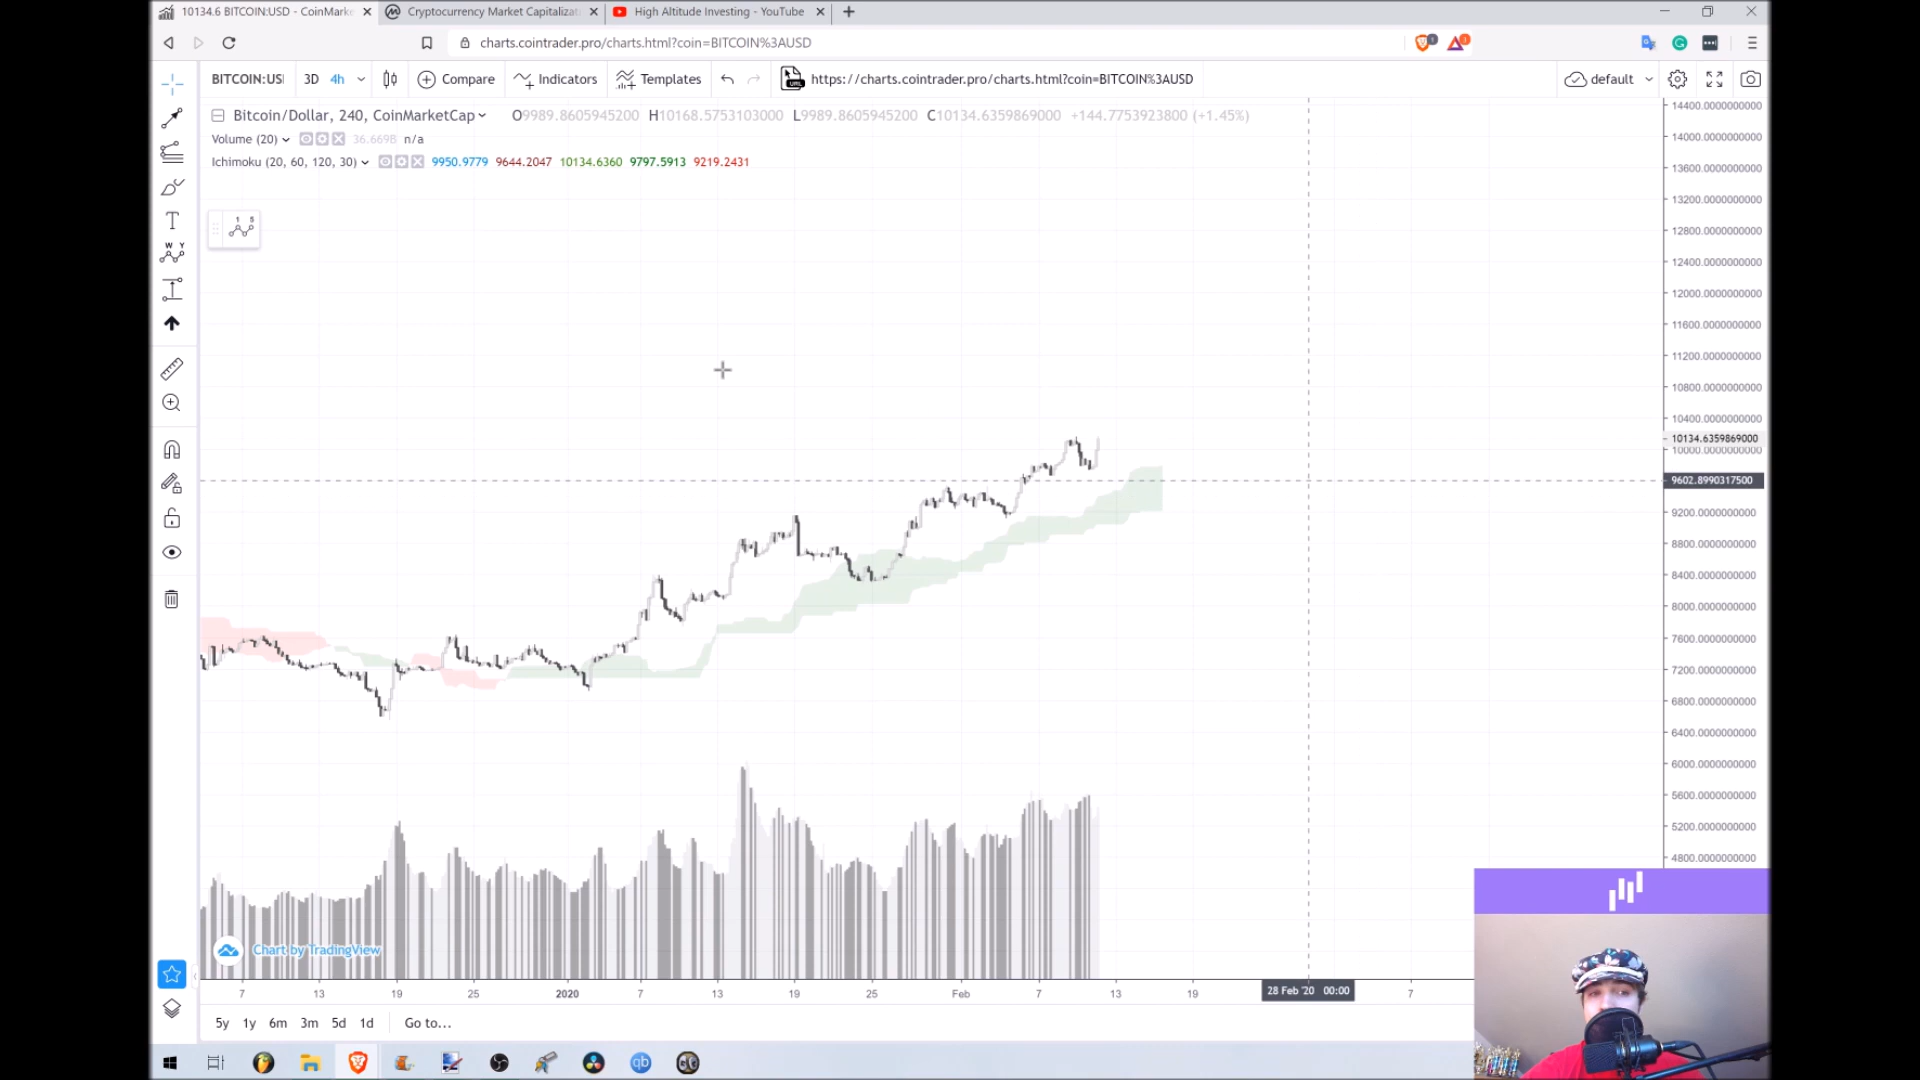 10134.6 BITCOIN:USD - CoinMarke
Cryptocurrency Market Capitalizat
High Altitude Investing - YouTube
charts.cointrader.pro/charts.html?coin=BITCOIN%3AUSD
BITCOIN:USI 3D 4h Compare Indicators Templates https://charts.cointrader.pro/charts.html?coin=BITCOIN%3AUSD default
Bitcoin/Dollar, 240, CoinMarketCap O9989.8605945200 H10168.5753103000 L9989.8605945200 C10134.6359869000 +144.7753923800 (+1.45%)
Volume (20) 36.669B n/a
Ichimoku (20, 60, 120, 30) 9950.9779 9644.2047 10134.6360 9797.5913 9219.2431
14400.0000000000
14000.0000000000
13600.0000000000
13200.0000000000
12800.0000000000
12400.0000000000
12000.0000000000
11600.0000000000
11200.0000000000
10800.0000000000
10400.0000000000
10134.6359869000
10000.0000000000
9602.8990317500
9200.0000000000
8800.0000000000
8400.0000000000
8000.0000000000
7600.0000000000
7200.0000000000
6800.0000000000
6400.0000000000
6000.0000000000
5600.0000000000
5200.0000000000
4800.0000000000
Chart by TradingView
7 13 19 25 2020 7 13 19 25 Feb 7 13 19 28 Feb '20 00:00 7
5y 1y 6m 3m 5d 1d Go to...